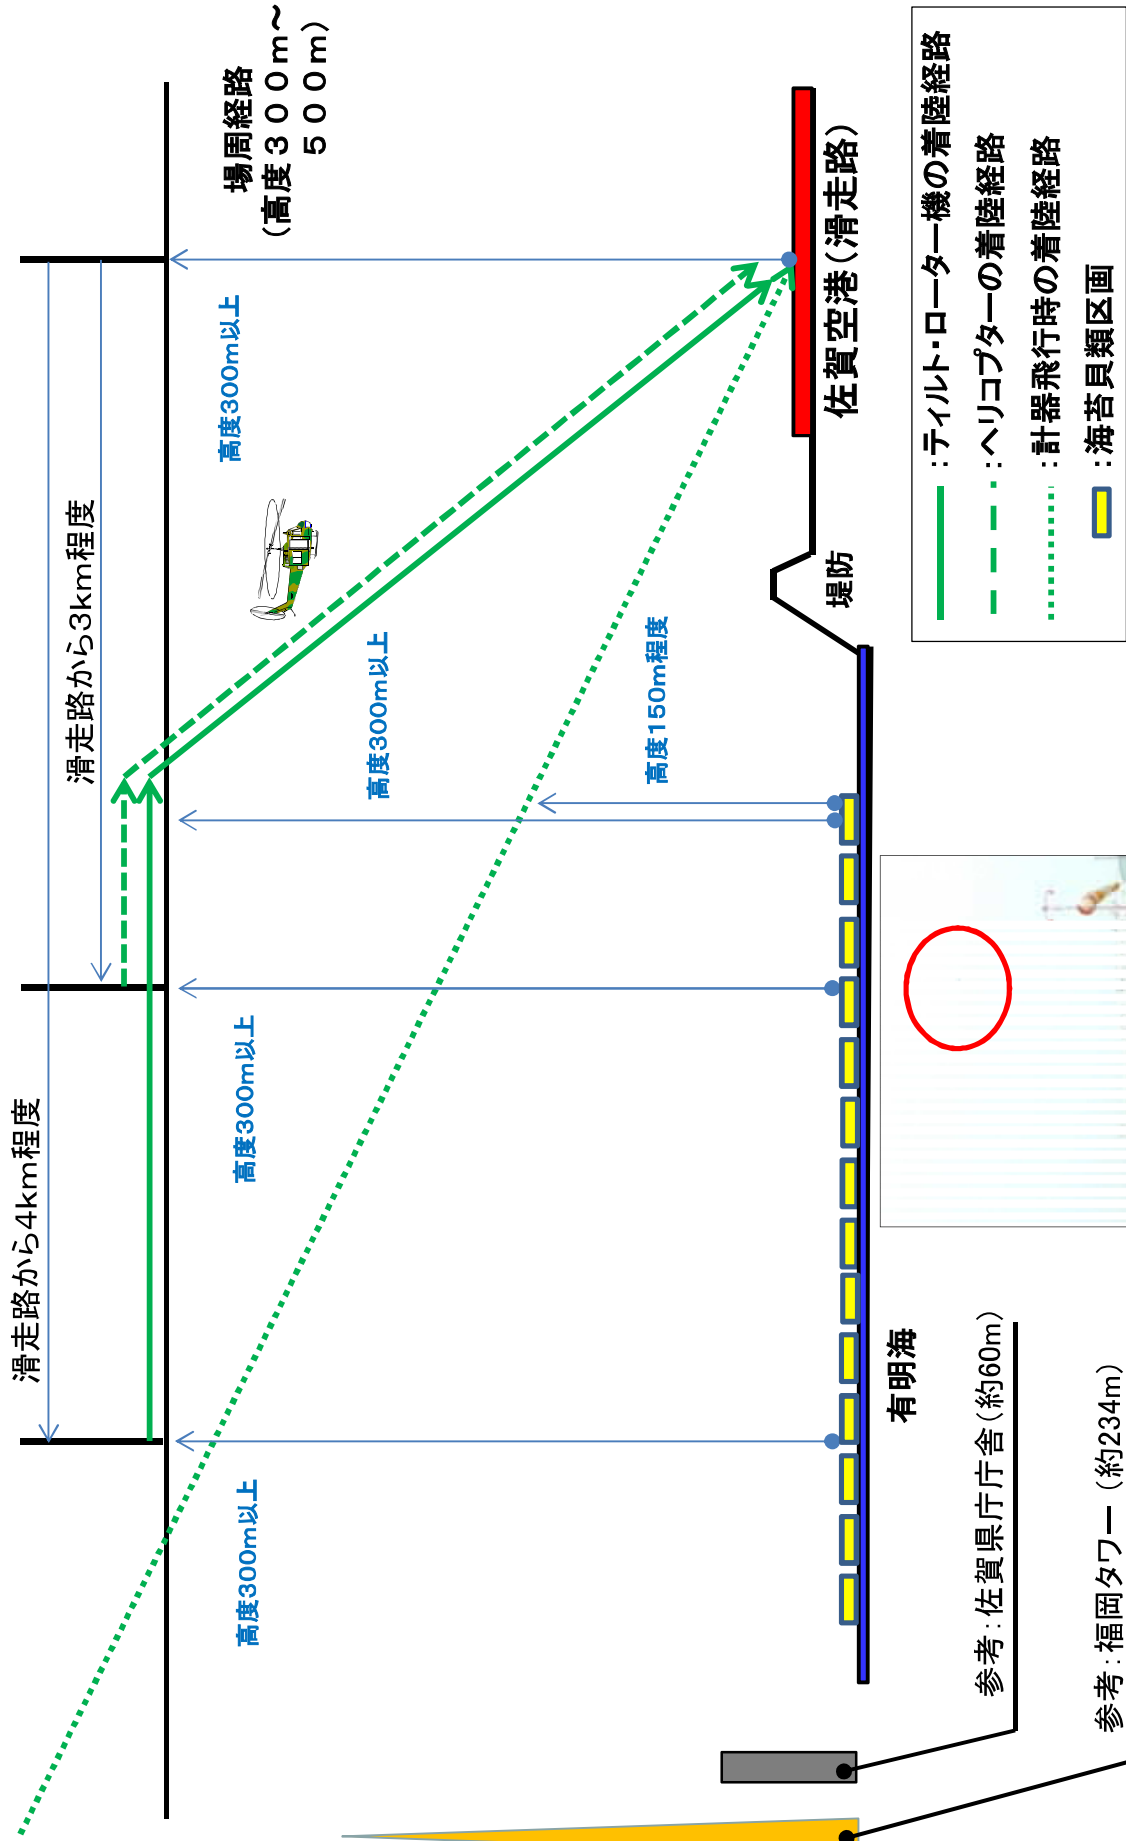 滑走路から4km程度
滑走路から3km程度
場周経路
(高度300m~
500m)
高度300m以上
高度300m以上
高度300m以上
高度300m以上
高度150m程度
佐賀空港(滑走路)
堤防
有明海
参考:佐賀県庁庁舎(約60m)
参考:福岡タワー(約234m)
:ティルト・ローター機の着陸経路
:ヘリコプターの着陸経路
:計器飛行時の着陸経路
:海苔貝類区画